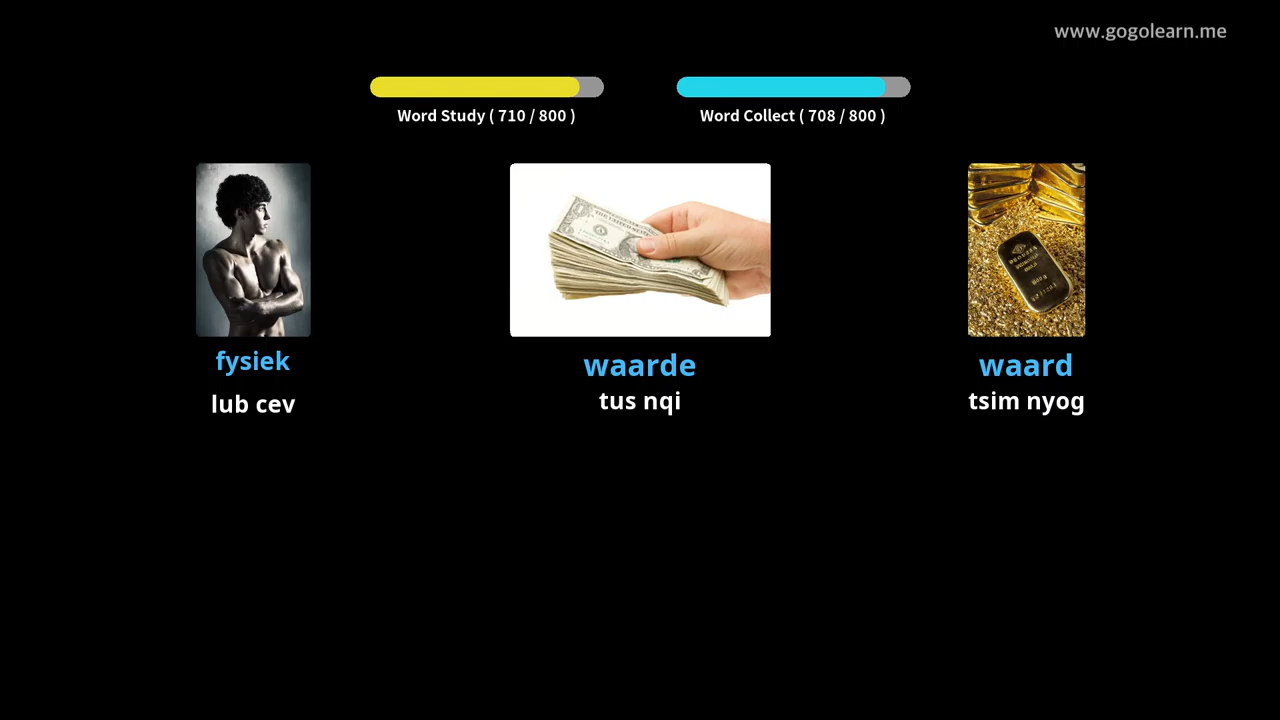 www.gogolearn.me
Word Study ( 710 / 800 )
Word Collect ( 708 / 800 )
fysiek
waarde
waard
lub cev
tus nqi
tsim nyog